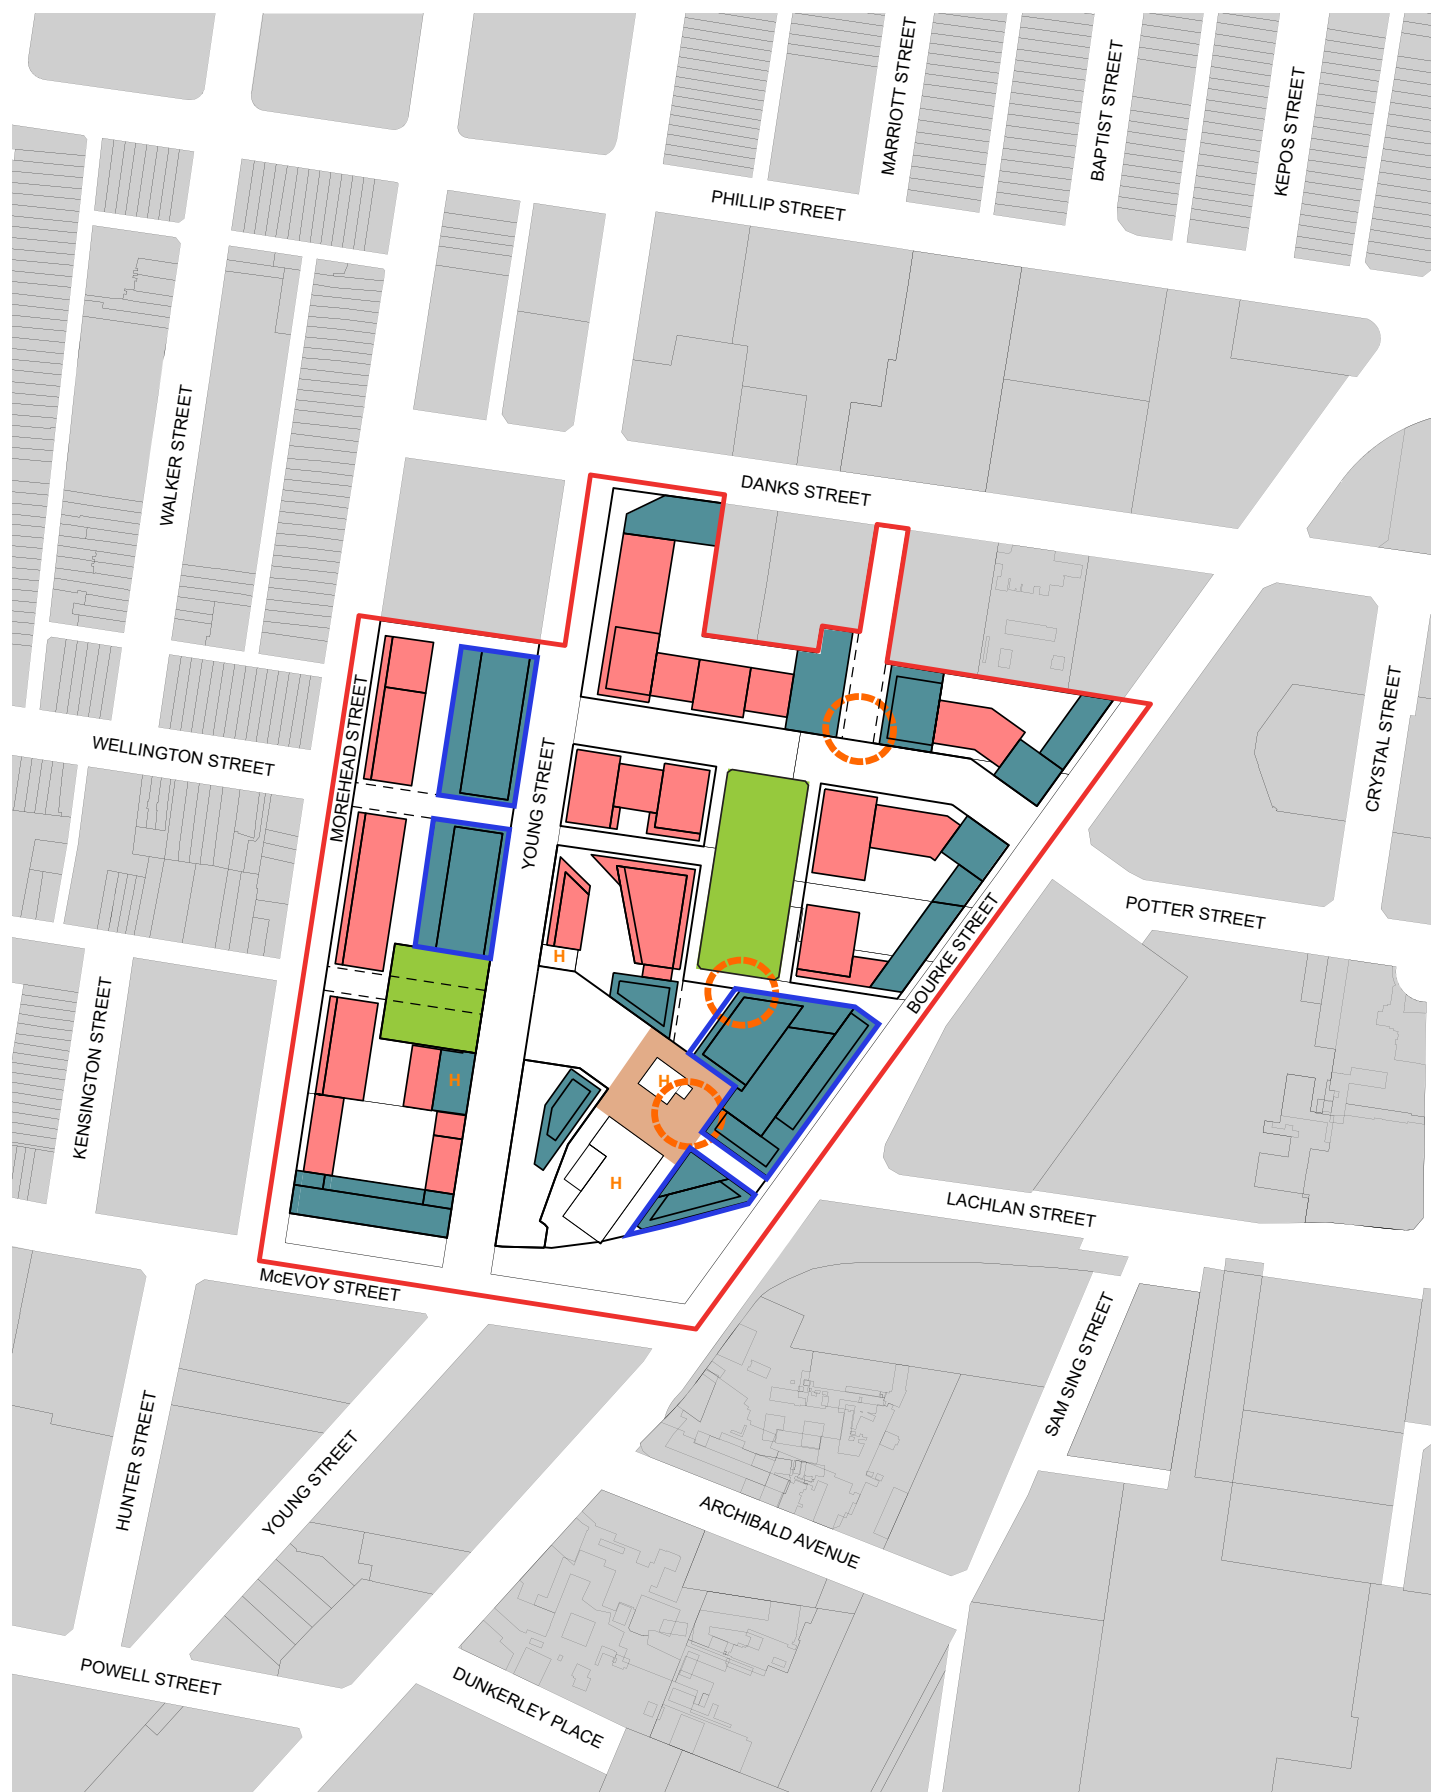 MARRIOTT STREET
BAPTIST STREET
KEPOS STREET
PHILLIP STREET
WALKER STREET
DANKS STREET
MOREHEAD STREET
WELLINGTON STREET
YOUNG STREET
CRYSTAL STREET
POTTER STREET
BOURKE STREET
H
KENSINGTON STREET
H
H
H
LACHLAN STREET
McEVOY STREET
SAM SING STREET
HUNTER STREET
YOUNG STREET
ARCHIBALD AVENUE
POWELL STREET
DUNKERLEY PLACE